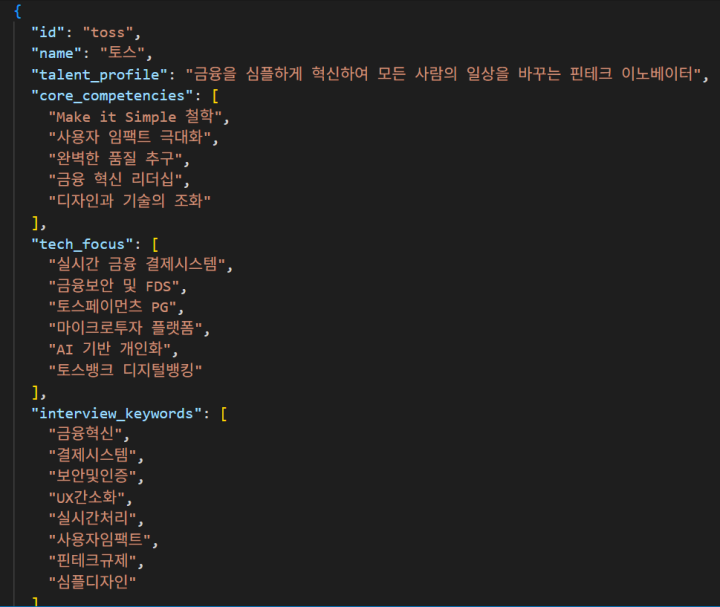 {
"id": "toss",
"name": "토스",
"talent_profile": "금융을 심플하게 혁신하여 모든 사람의 일상을 바꾸는 핀테크 이노베이터",
"core_competencies": [
"Make it Simple 철학",
"사용자 임팩트 극대화",
"완벽한 품질 추구",
"금융 혁신 리더십",
"디자인과 기술의 조화"
],
"tech_focus": [
"실시간 금융 결제시스템",
"금융보안 및 FDS",
"토스페이먼츠 PG",
"마이크로투자 플랫폼",
"AI 기반 개인화",
"토스뱅크 디지털뱅킹"
],
"interview_keywords": [
"금융혁신",
"결제시스템",
"보안및인증",
"UX간소화",
"실시간처리",
"사용자임팩트",
"핀테크규제",
"심플디자인"
]